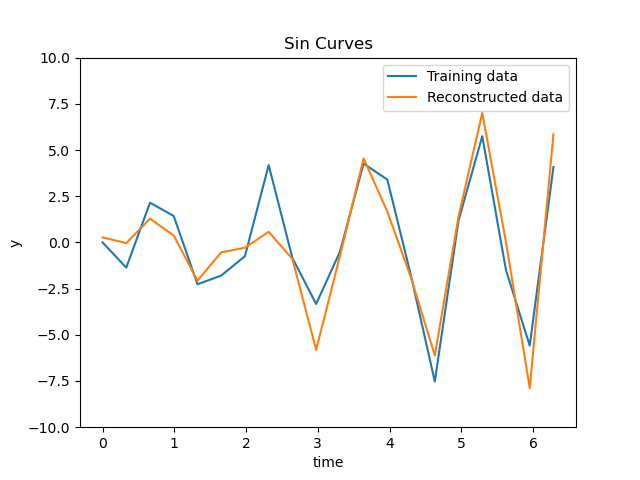 Sin Curves
Training data
Reconstructed data
10.0
7.5
5.0
2.5
0.0
−2.5
−5.0
−7.5
−10.0
y
0 1 2 3 4 5 6
time